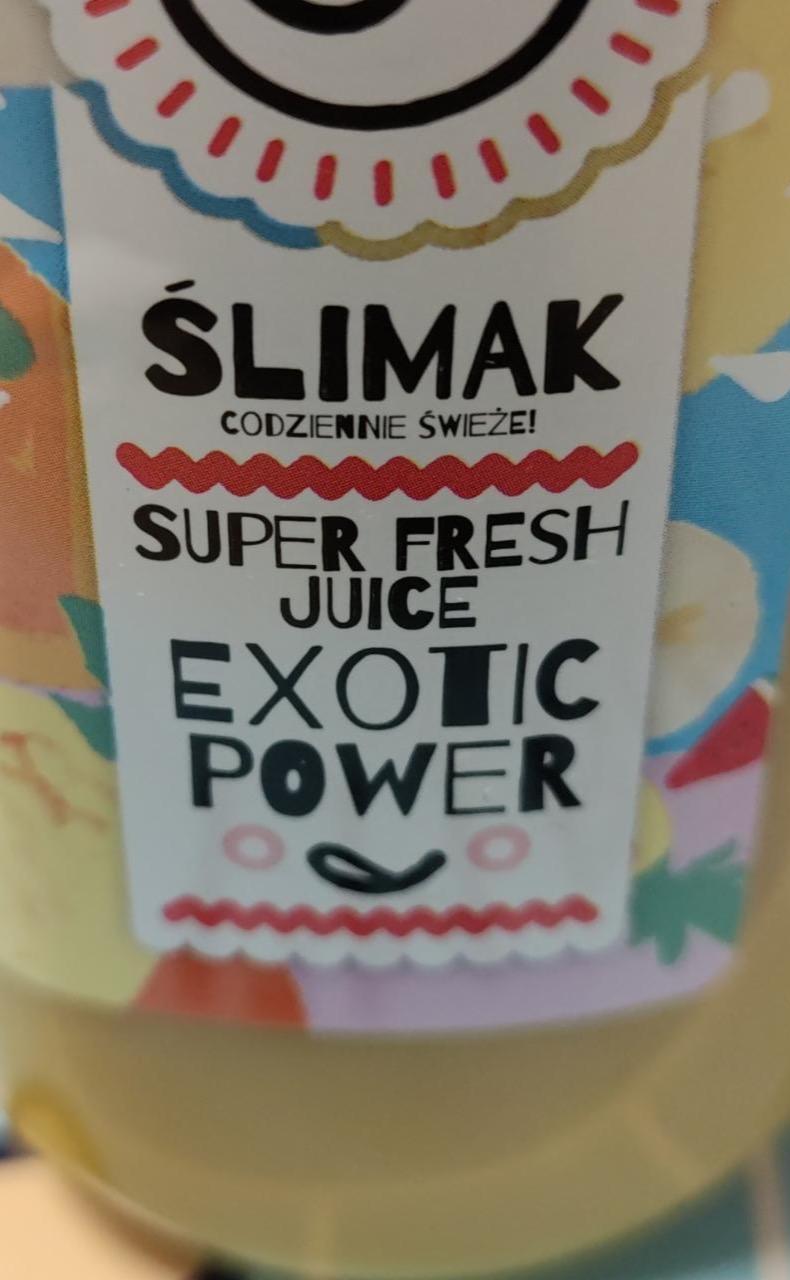 ŚLIMAK
CODZIENNIE ŚWIEŻE!
SUPER FRESH
JUICE
EXOTIC
POWER